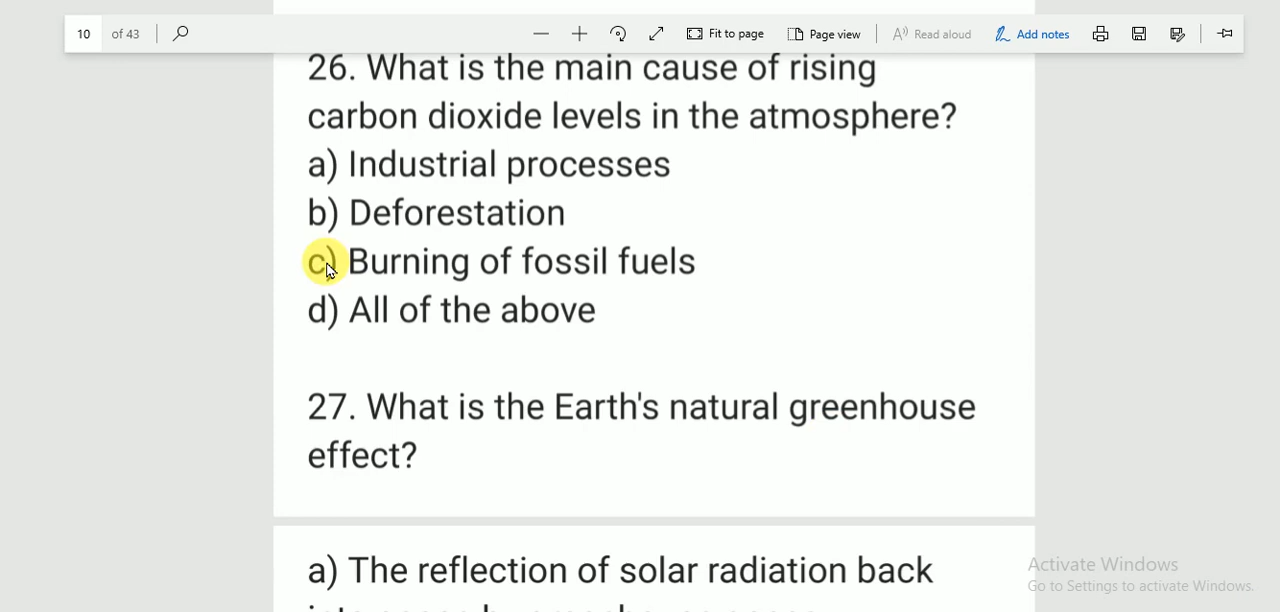 10 of 43 Fit to page Page view Read aloud Add notes
26. What is the main cause of rising
carbon dioxide levels in the atmosphere?
a) Industrial processes
b) Deforestation
c) Burning of fossil fuels
d) All of the above
27. What is the Earth's natural greenhouse
effect?
a) The reflection of solar radiation back
Activate Windows
Go to Settings to activate Windows.